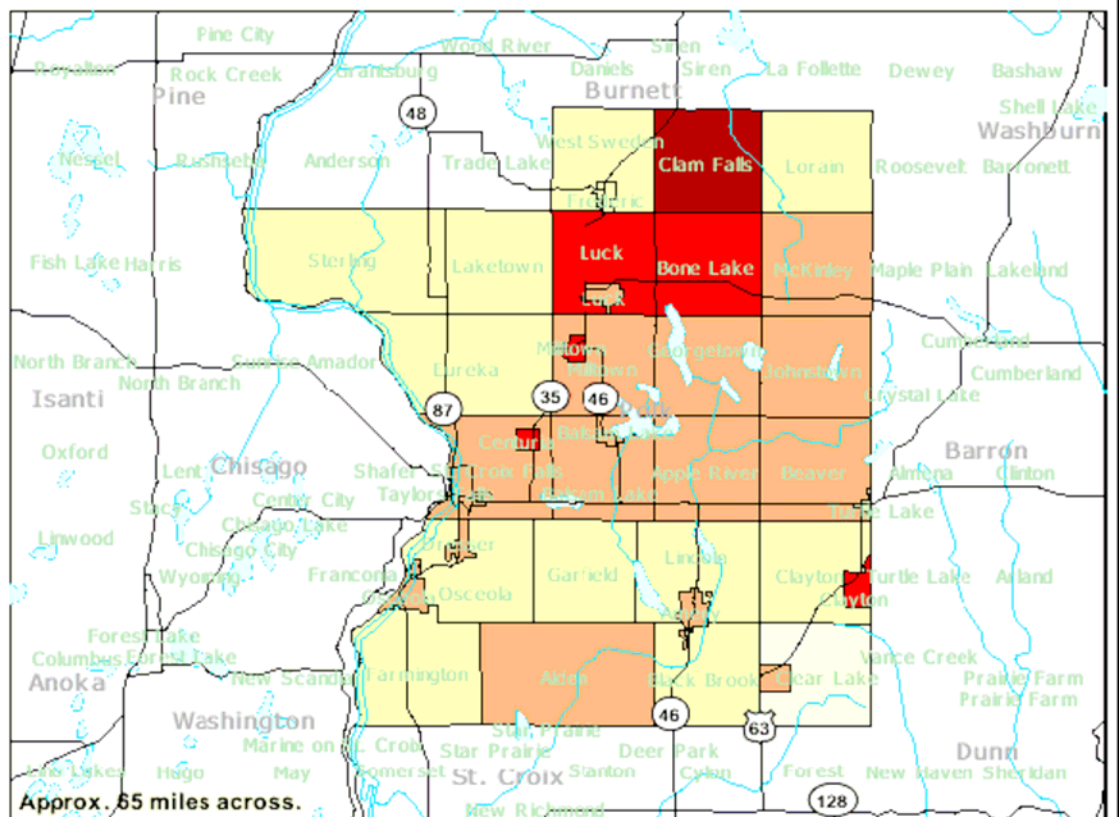 Pine City
Wood River
Siren
Royalton
Rock Creek
Grantsburg
Daniels
Siren
La Follette
Dewey
Bashaw
Pine
Burnett
Shell Lake
48
Washburn
West Sweden
Nessel
Rushseba
Anderson
Trade Lake
Clam Falls
Lorain
Roosevelt
Barronett
Frederic
Luck
Fish Lake
Harris
Sterling
Laketown
Bone Lake
McKinley
Maple Plain
Lakeland
Luck
Cumberland
Milltown
Georgetown
North Branch
Sunrise
Amador
Eureka
Milltown
Johnstown
Cumberland
North Branch
Crystal Lake
Isanti
87
35
46
Polk
Balsam Lake
Centuria
Oxford
Barron
Chisago
Lent
Shafer
St. Croix Falls
Apple River
Beaver
Almena
Clinton
Center City
Taylors Falls
Balsam Lake
Stacy
Turtle Lake
Chisago Lake
Linwood
Dresser
Chisago City
Lincoln
Wyoming
Franconia
Garfield
Clayton
Turtle Lake
Arland
Osceola
Osceola
Clayton
Amery
Forest Lake
Columbus
Forest Lake
Vance Creek
Anoka
New Scandia
Farmington
Alden
Black Brook
Clear Lake
Prairie Farm
Prairie Farm
46
Washington
63
Star Prairie
Marine on St. Croix
Star Prairie
Deer Park
Dunn
Lino Lakes
Hugo
May
Somerset
St. Croix
Stanton
Cylon
Forest
New Haven
Sheridan
Approx. 65 miles across.
128
New Richmond